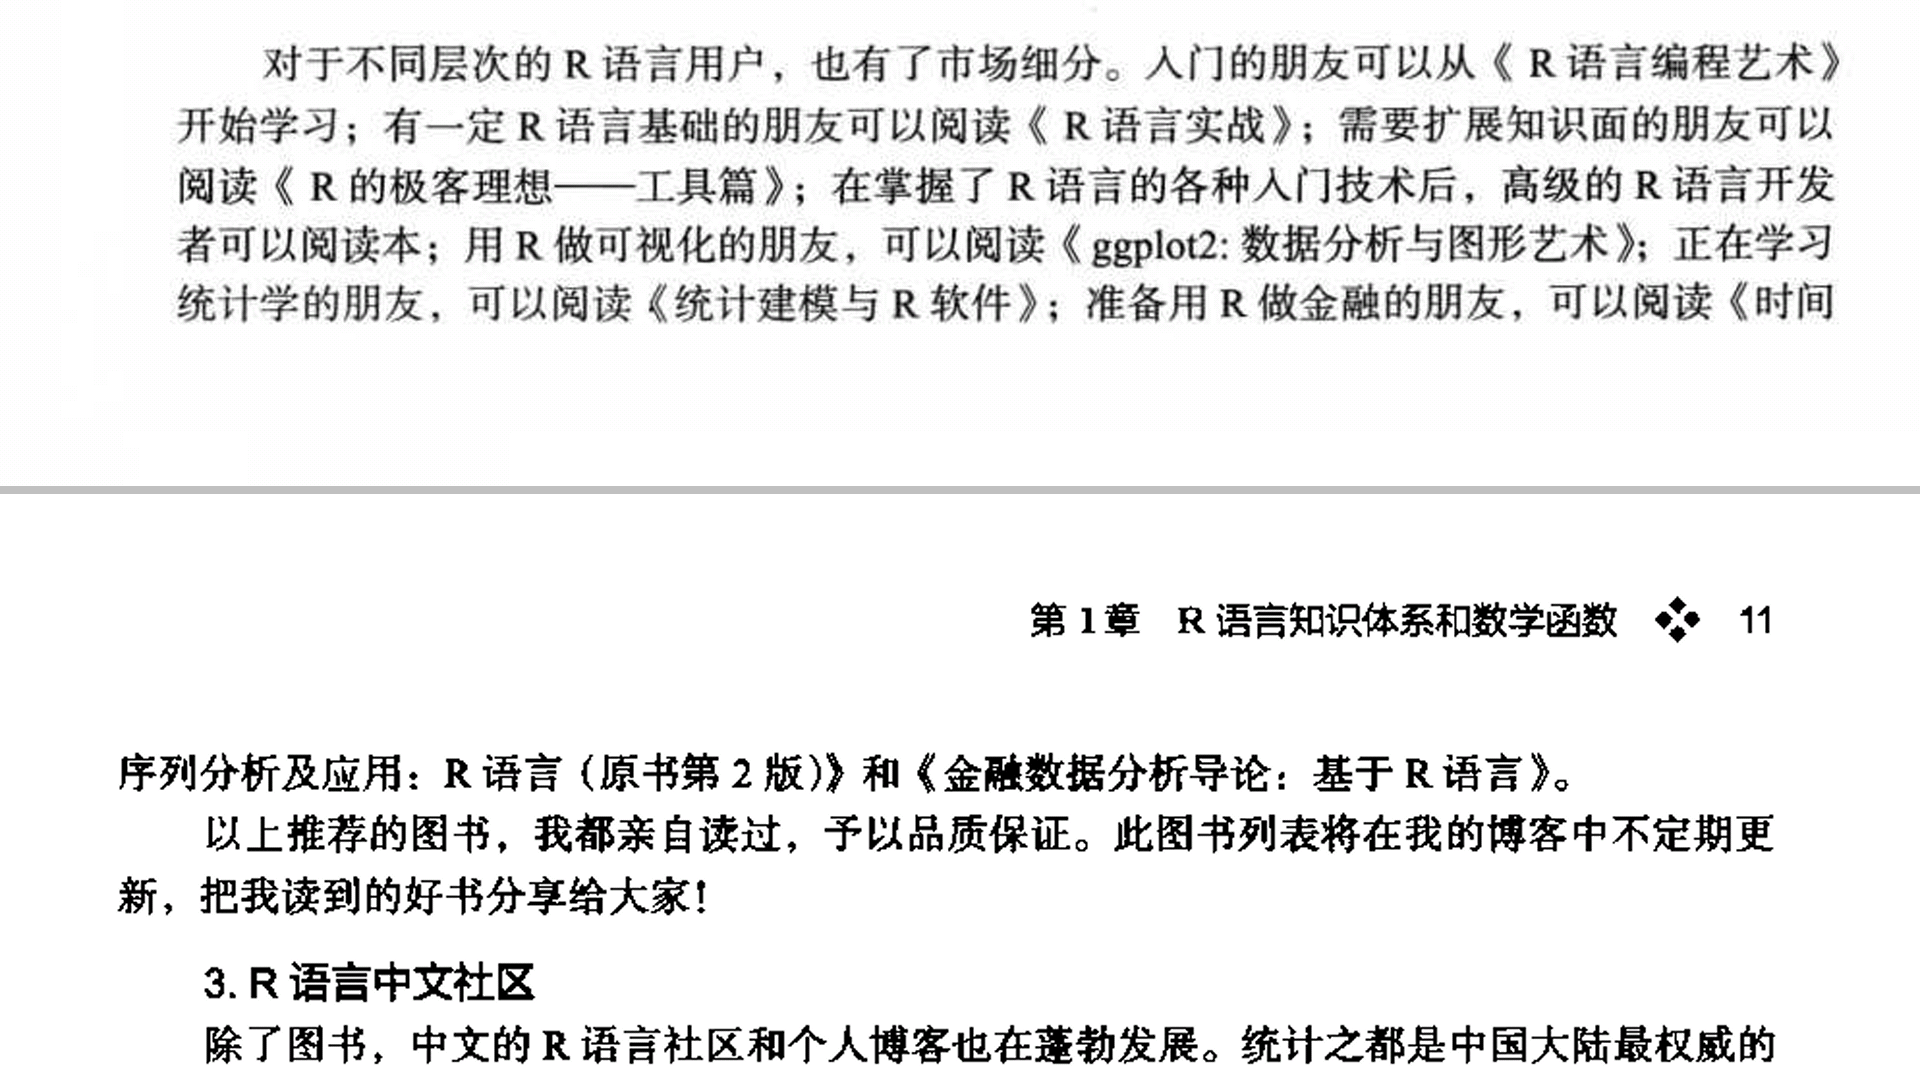 对于不同层次的 R 语言用户，也有了市场细分。入门的朋友可以从《 R 语言编程艺术》
开始学习；有一定 R 语言基础的朋友可以阅读《 R 语言实战》；需要扩展知识面的朋友可以
阅读《 R 的极客理想——工具篇》；在掌握了 R 语言的各种入门技术后，高级的 R 语言开发
者可以阅读本；用 R 做可视化的朋友，可以阅读《 ggplot2: 数据分析与图形艺术》；正在学习
统计学的朋友，可以阅读《统计建模与 R 软件》；准备用 R 做金融的朋友，可以阅读《时间
第 1 章　R 语言知识体系和数学函数　❖　11
序列分析及应用：R 语言（原书第 2 版）》和《金融数据分析导论：基于 R 语言》。
以上推荐的图书，我都亲自读过，予以品质保证。此图书列表将在我的博客中不定期更
新，把我读到的好书分享给大家！
3. R 语言中文社区
除了图书，中文的 R 语言社区和个人博客也在蓬勃发展。统计之都是中国大陆最权威的